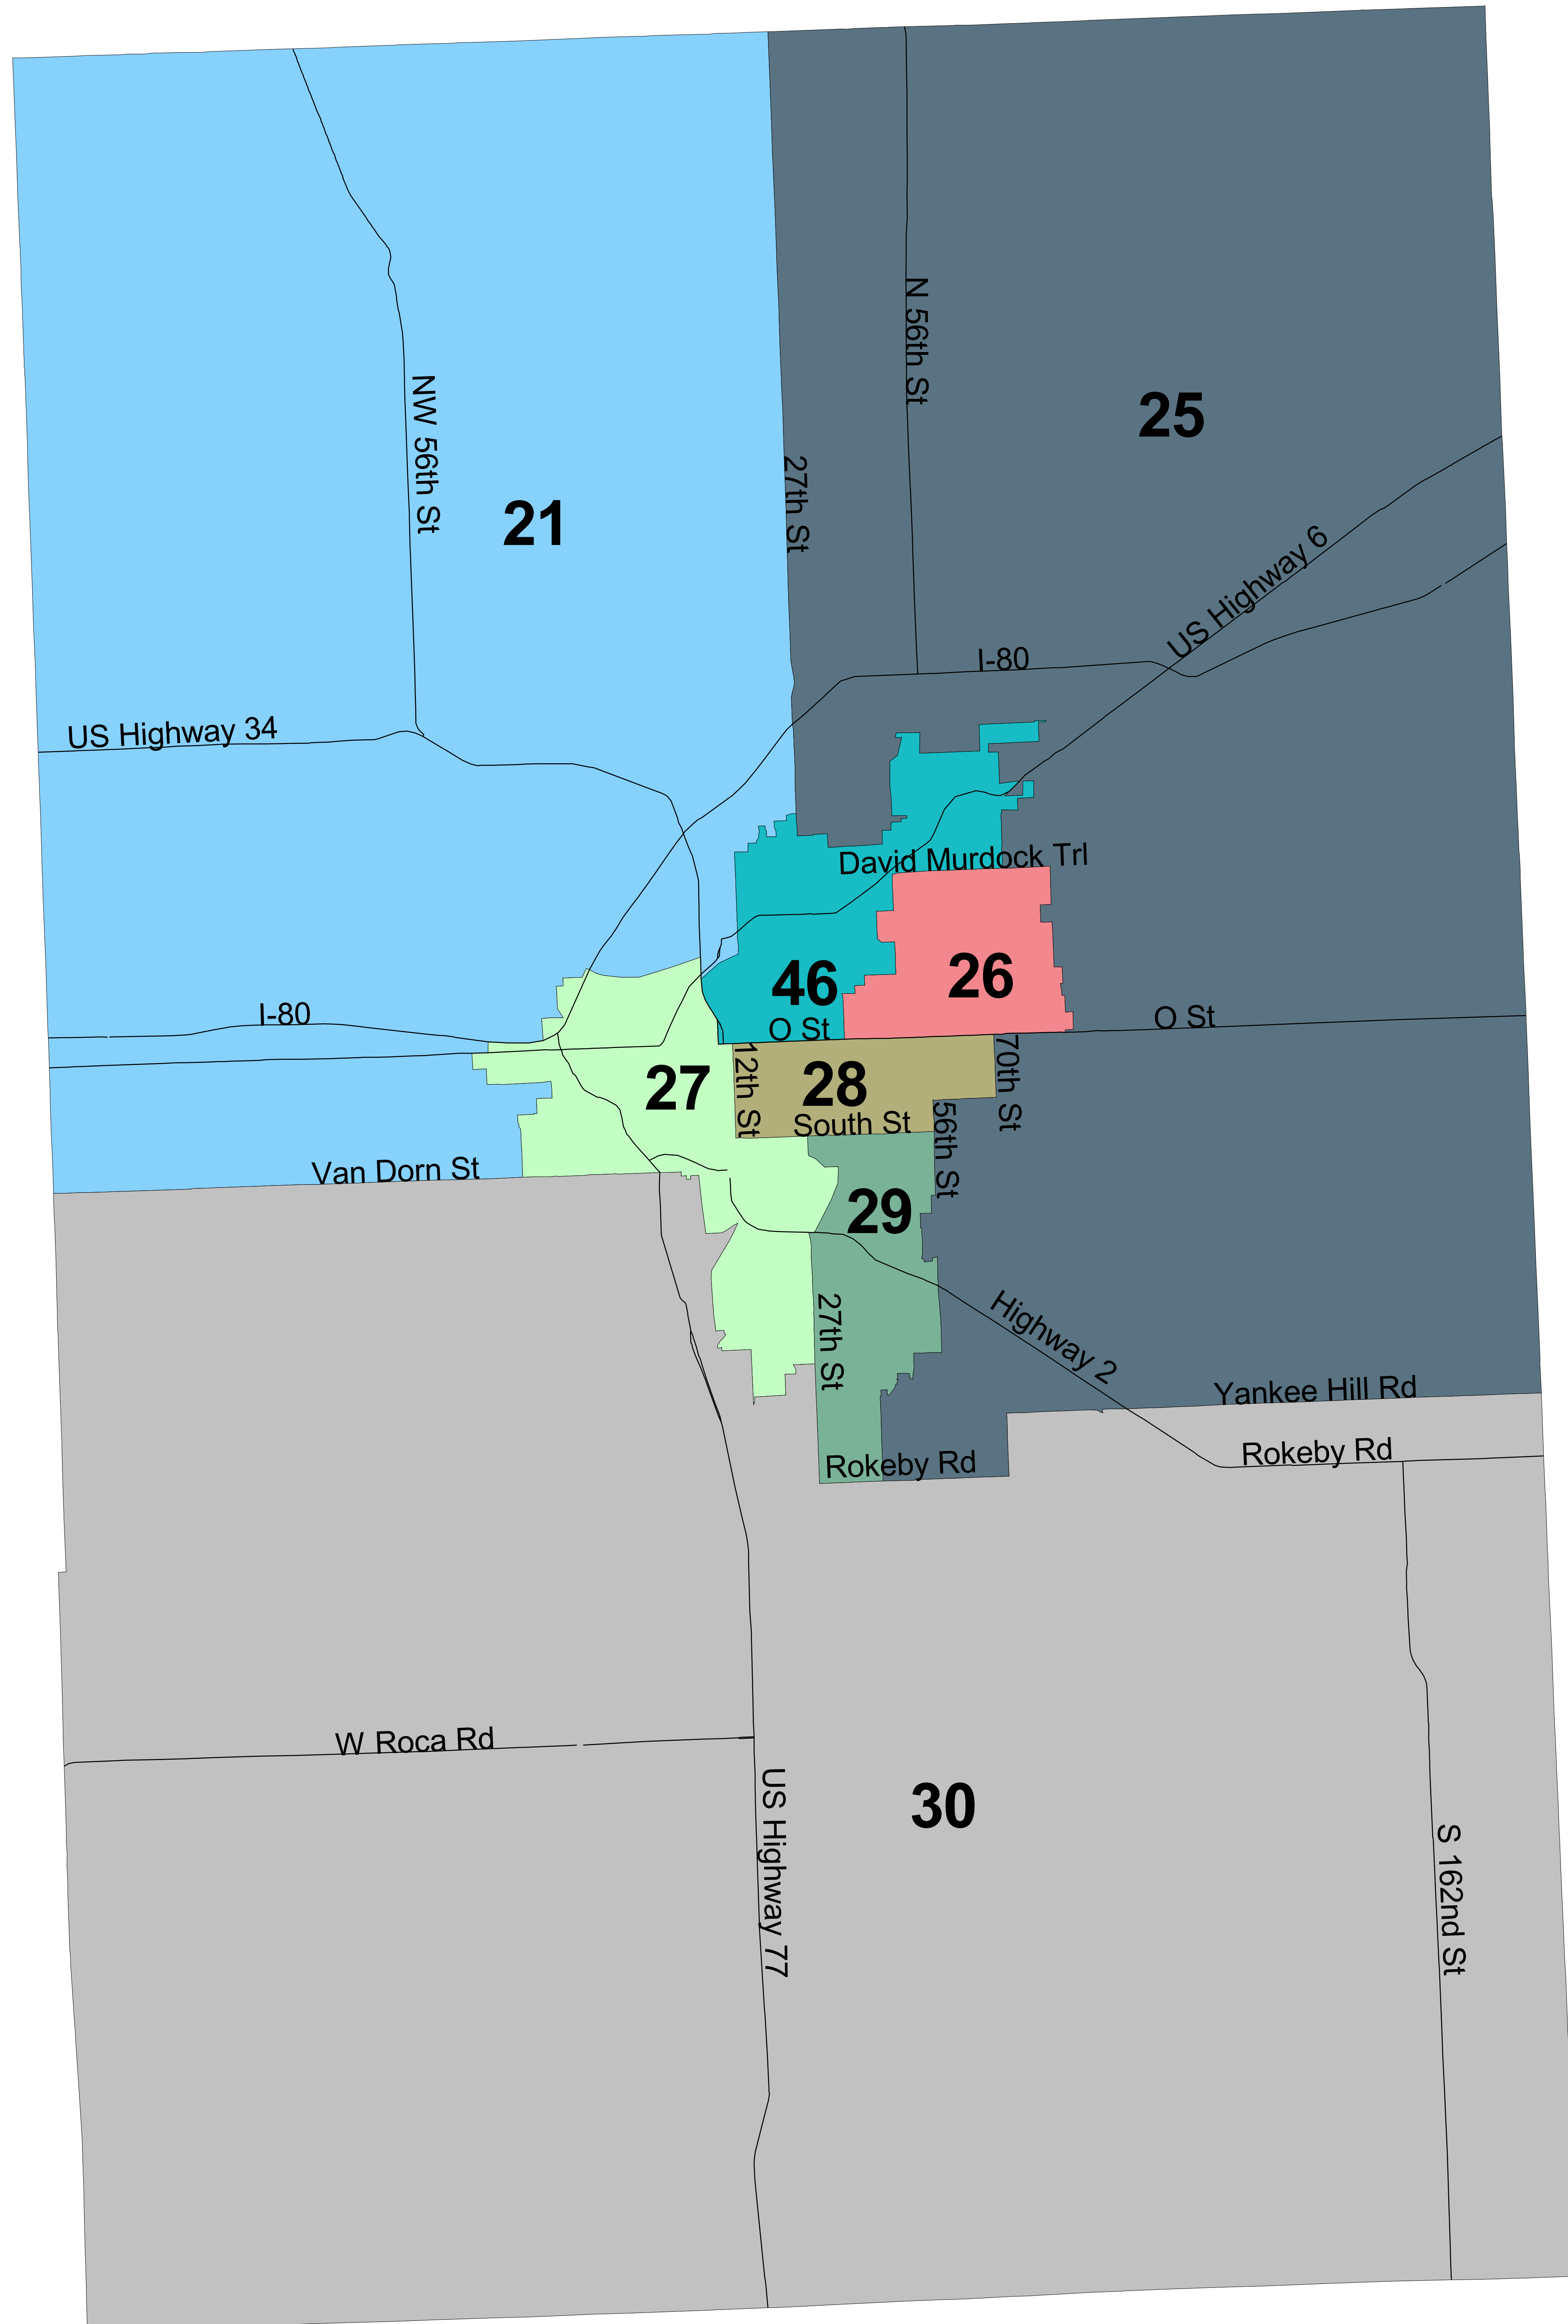 N 56th St
25
NW 56th St
27th St
21
US Highway 6
I-80
US Highway 34
David Murdock Trl
46
26
I-80
O St
O St
27
12th St
28
70th St
South St
56th St
Van Dorn St
29
27th St
Highway 2
Yankee Hill Rd
Rokeby Rd
Rokeby Rd
W Roca Rd
US Highway 77
30
S 162nd St